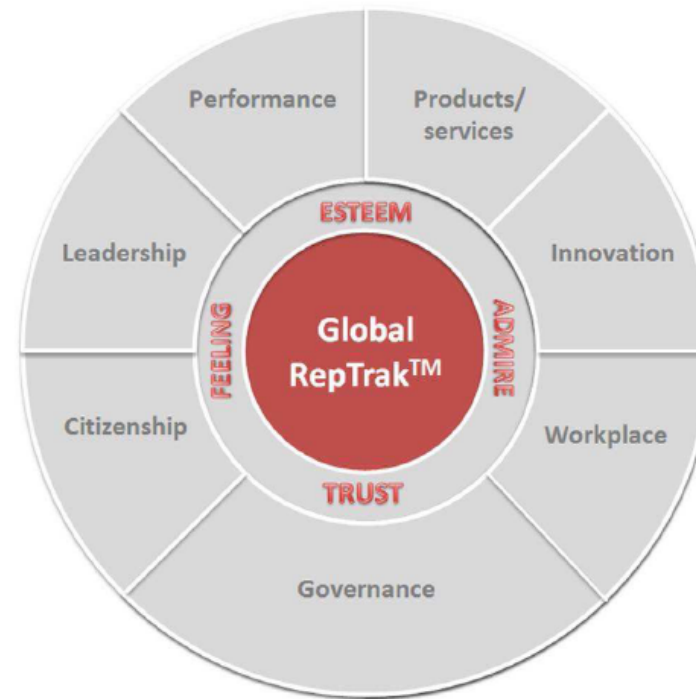 Performance
Products/
services
Leadership
ESTEEM
Innovation
FEELING
Global
RepTrak™
ADMIRE
Citizenship
Workplace
TRUST
Governance